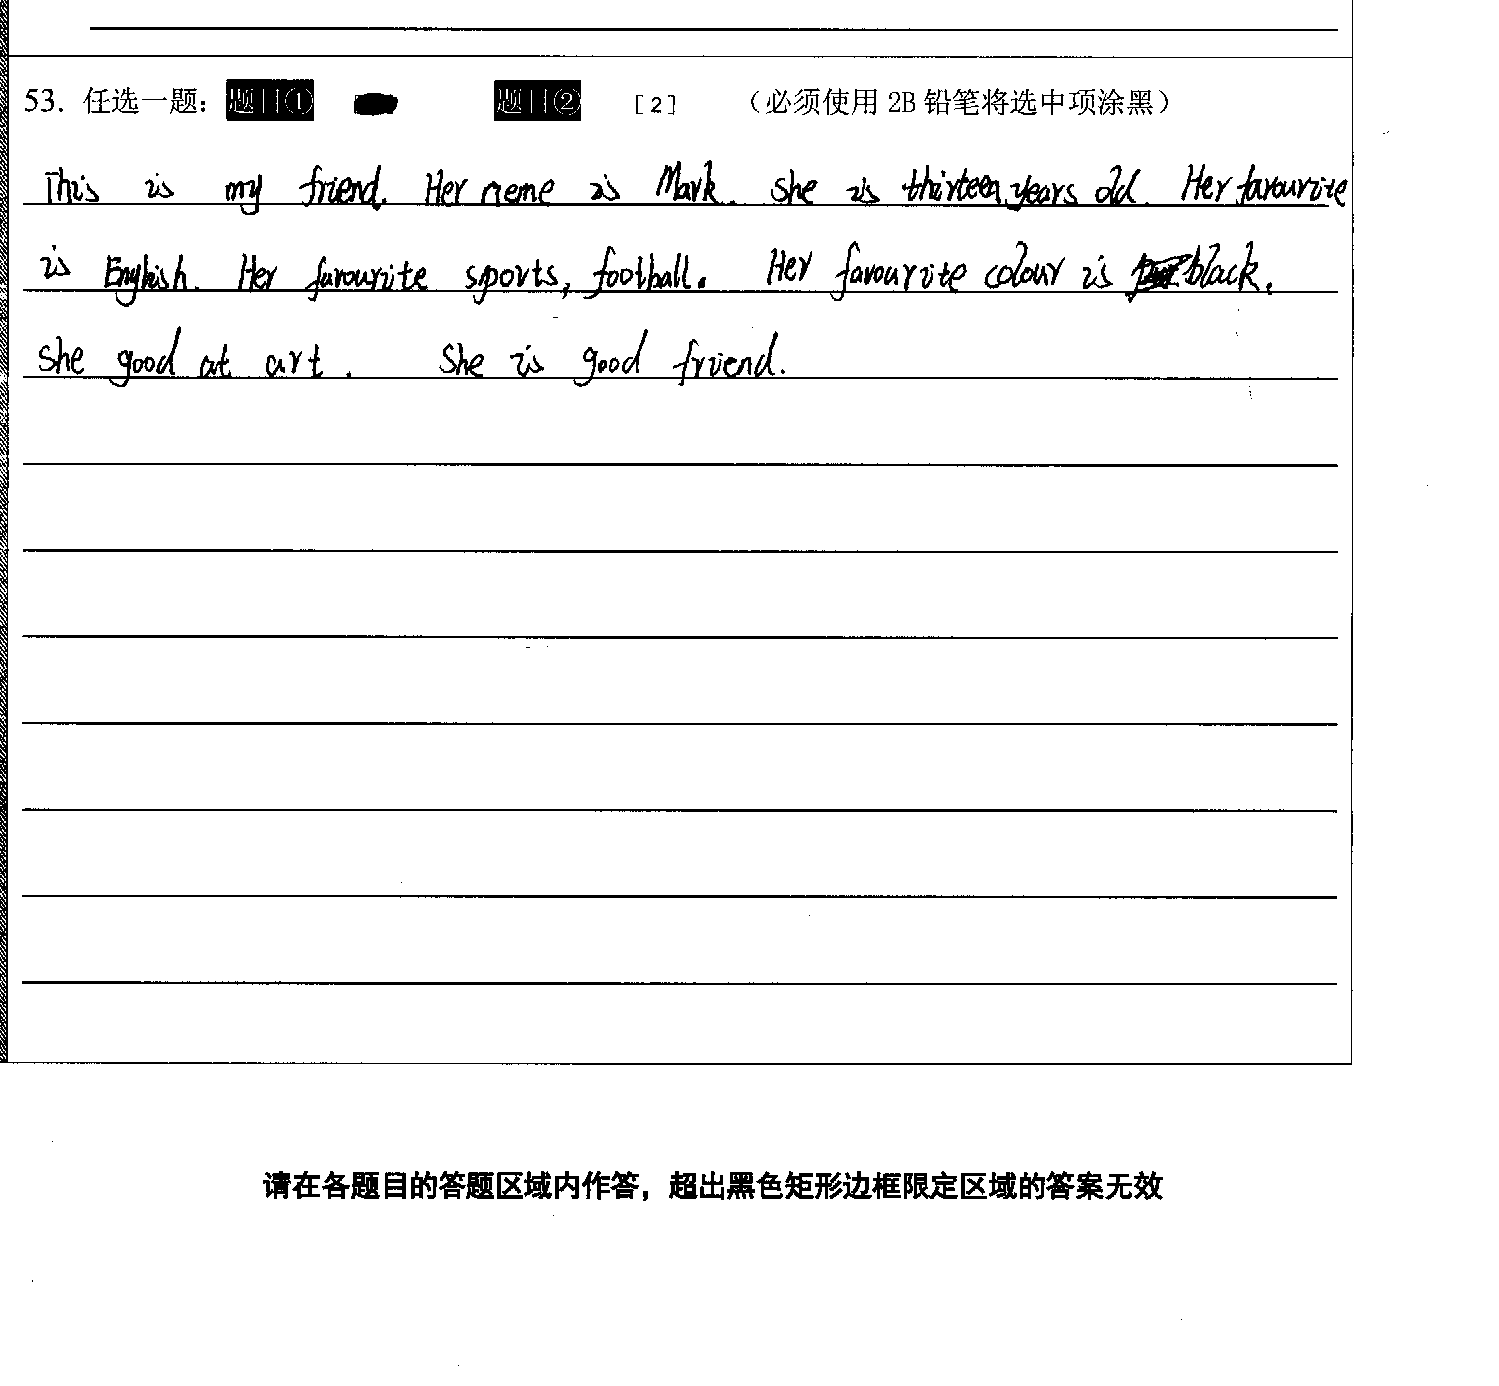 53. 任选一题： 题目① 题目② [2] （必须使用 2B 铅笔将选中项涂黑）
This is my friend. Her neme is Mark. She is thirteen years old. Her favourite
is English. Her favourite sports, football. Her favourite colour is black.
She good at art. She is good friend.
请在各题目的答题区域内作答，超出黑色矩形边框限定区域的答案无效